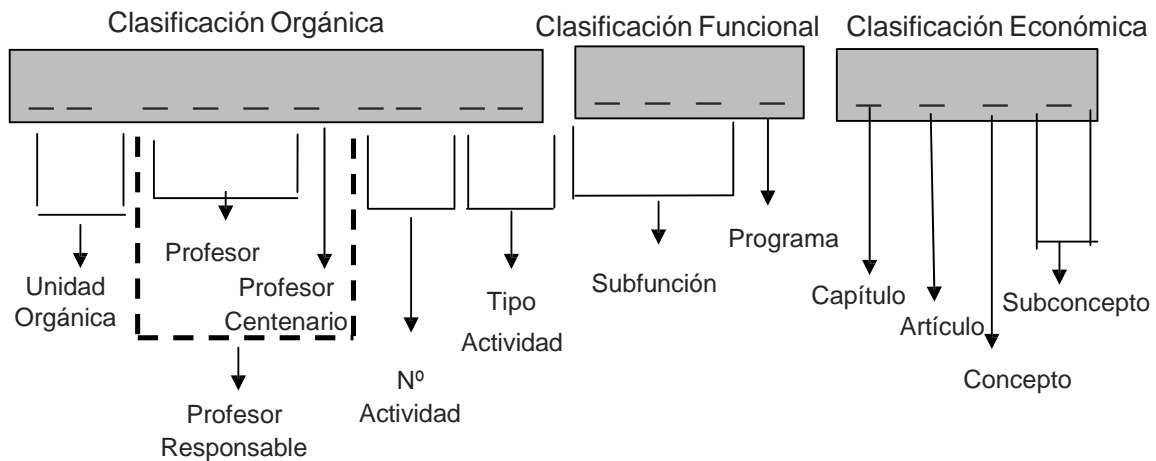 Clasificación Orgánica
Clasificación Funcional
Clasificación Económica
Unidad
Orgánica
Profesor
Profesor
Centenario
Profesor
Responsable
Nº
Actividad
Tipo
Actividad
Subfunción
Programa
Capítulo
Artículo
Concepto
Subconcepto